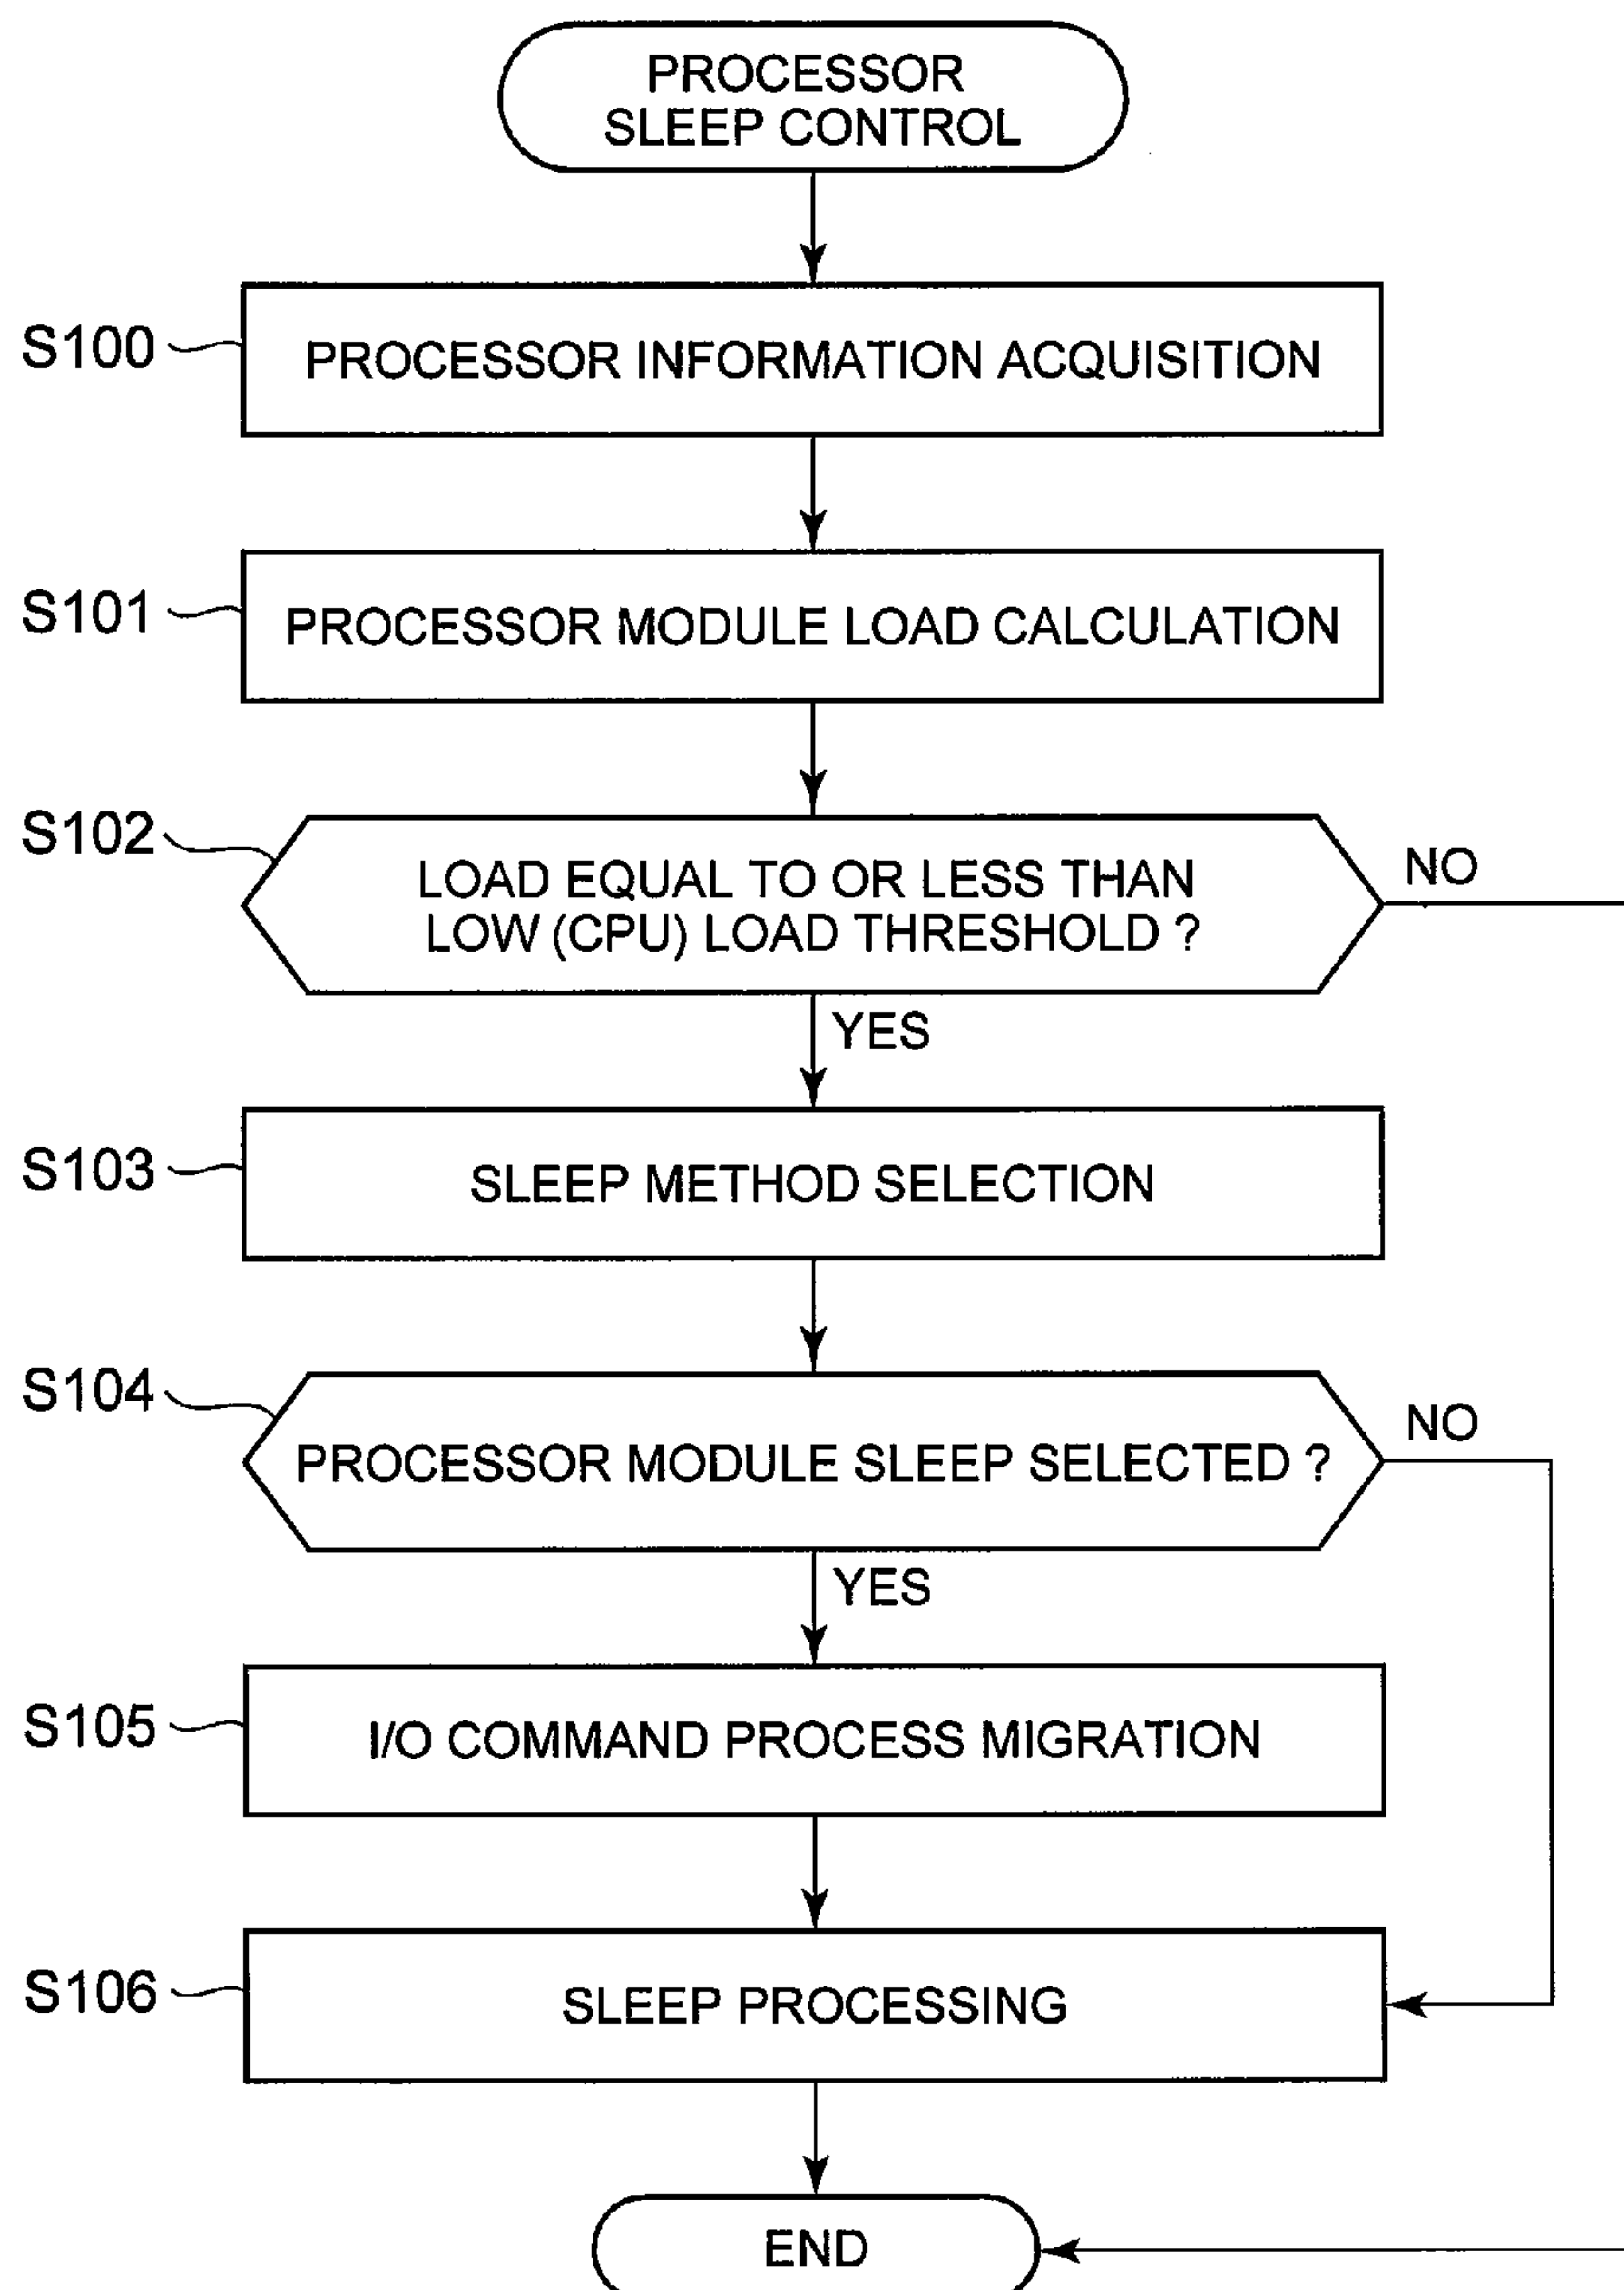 PROCESSOR
SLEEP CONTROL
S100
PROCESSOR INFORMATION ACQUISITION
S101
PROCESSOR MODULE LOAD CALCULATION
S102
LOAD EQUAL TO OR LESS THAN
LOW (CPU) LOAD THRESHOLD ?
NO
YES
S103
SLEEP METHOD SELECTION
S104
PROCESSOR MODULE SLEEP SELECTED ?
NO
YES
S105
I/O COMMAND PROCESS MIGRATION
S106
SLEEP PROCESSING
END